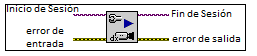 Inicio de Sesión
Fin de Sesión
error de
entrada
error de salida